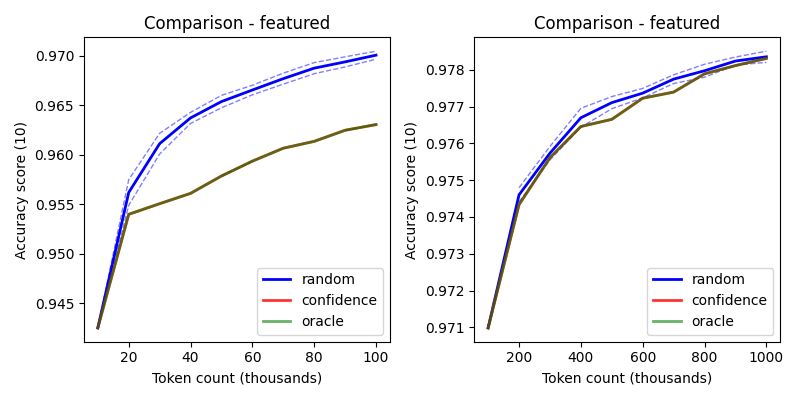 Comparison - featured
Accuracy score (10)
0.970
0.965
0.960
0.955
0.950
0.945
random
confidence
oracle
20
40
60
80
100
Token count (thousands)
Comparison - featured
Accuracy score (10)
0.978
0.977
0.976
0.975
0.974
0.973
0.972
0.971
random
confidence
oracle
200
400
600
800
1000
Token count (thousands)